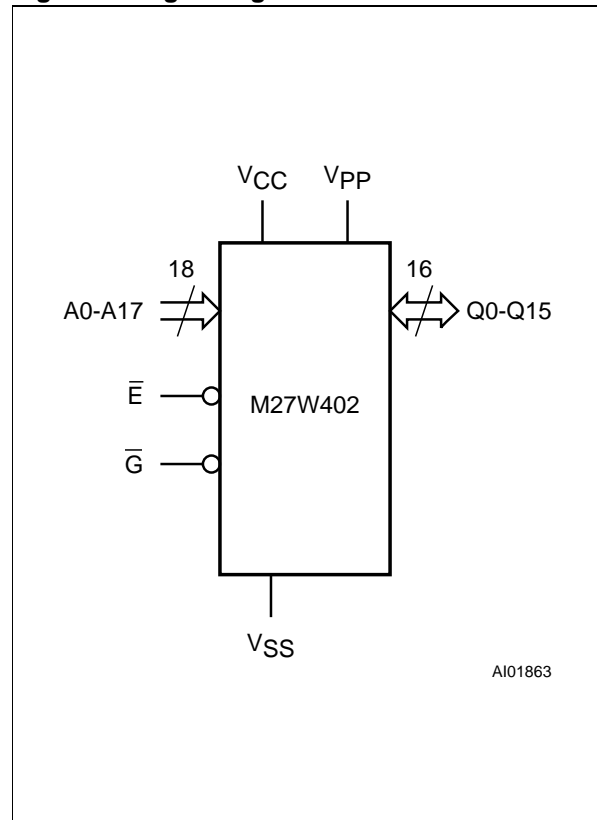 VCC VPP
18
16
A0-A17
Q0-Q15
E̅
M27W402
G̅
VSS
AI01863